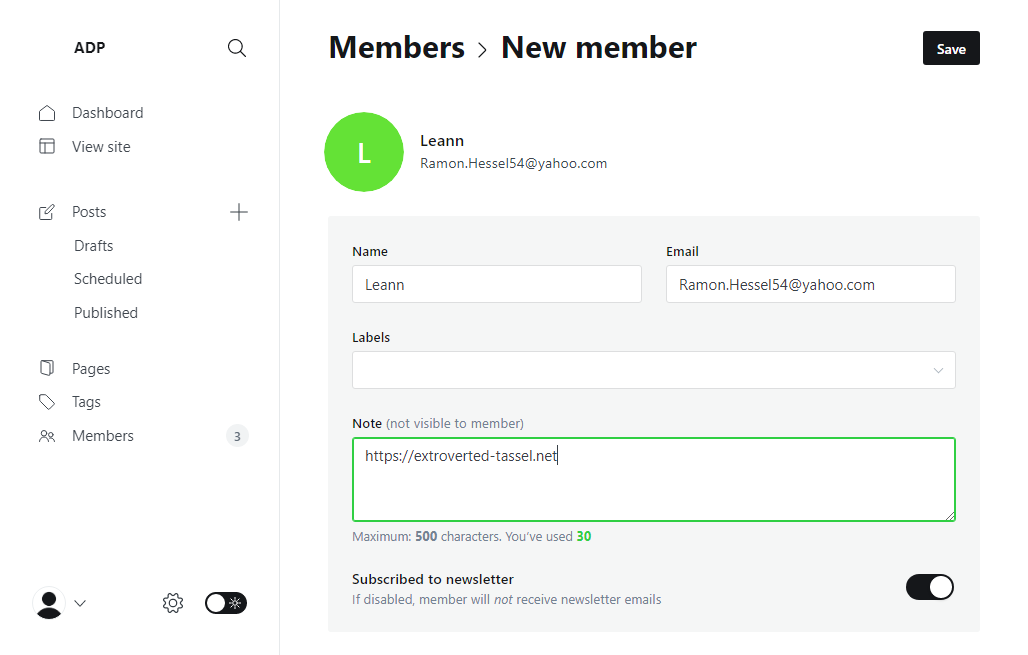 ADP
Dashboard
View site
Posts
Drafts
Scheduled
Published
Pages
Tags
Members 3
Members › New member
Save
L
Leann
Ramon.Hessel54@yahoo.com
Name
Leann
Email
Ramon.Hessel54@yahoo.com
Labels
Note (not visible to member)
https://extroverted-tassel.net
Maximum: 500 characters. You've used 30
Subscribed to newsletter
If disabled, member will not receive newsletter emails